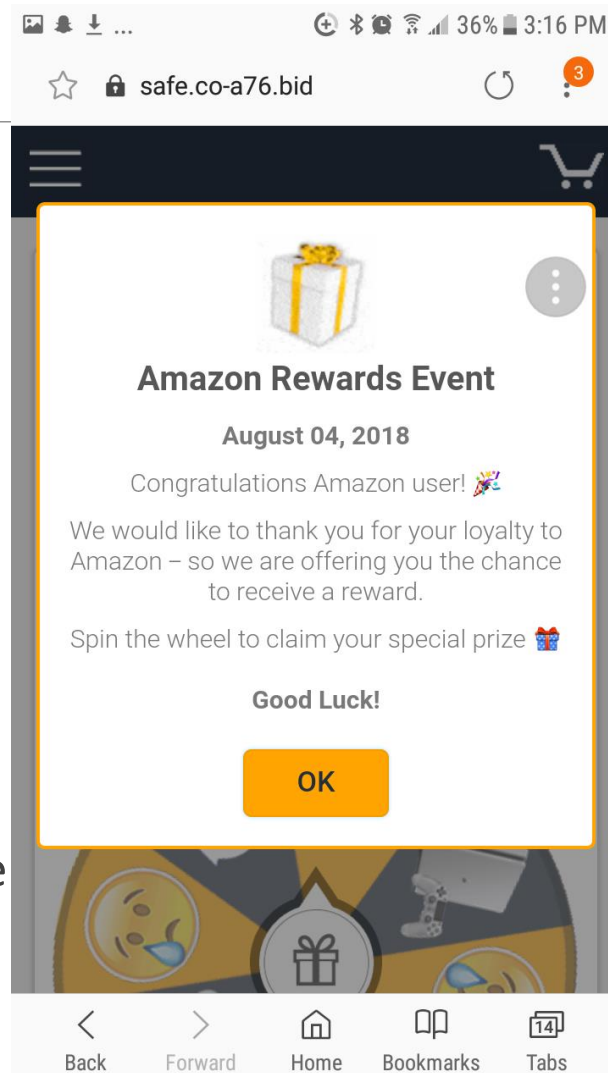 ... 36% 3:16 PM
safe.co-a76.bid
3
Amazon Rewards Event
August 04, 2018
Congratulations Amazon user! 🎉
We would like to thank you for your loyalty to
Amazon – so we are offering you the chance
to receive a reward.
Spin the wheel to claim your special prize 🎁
Good Luck!
OK
e
14
Back Forward Home Bookmarks Tabs